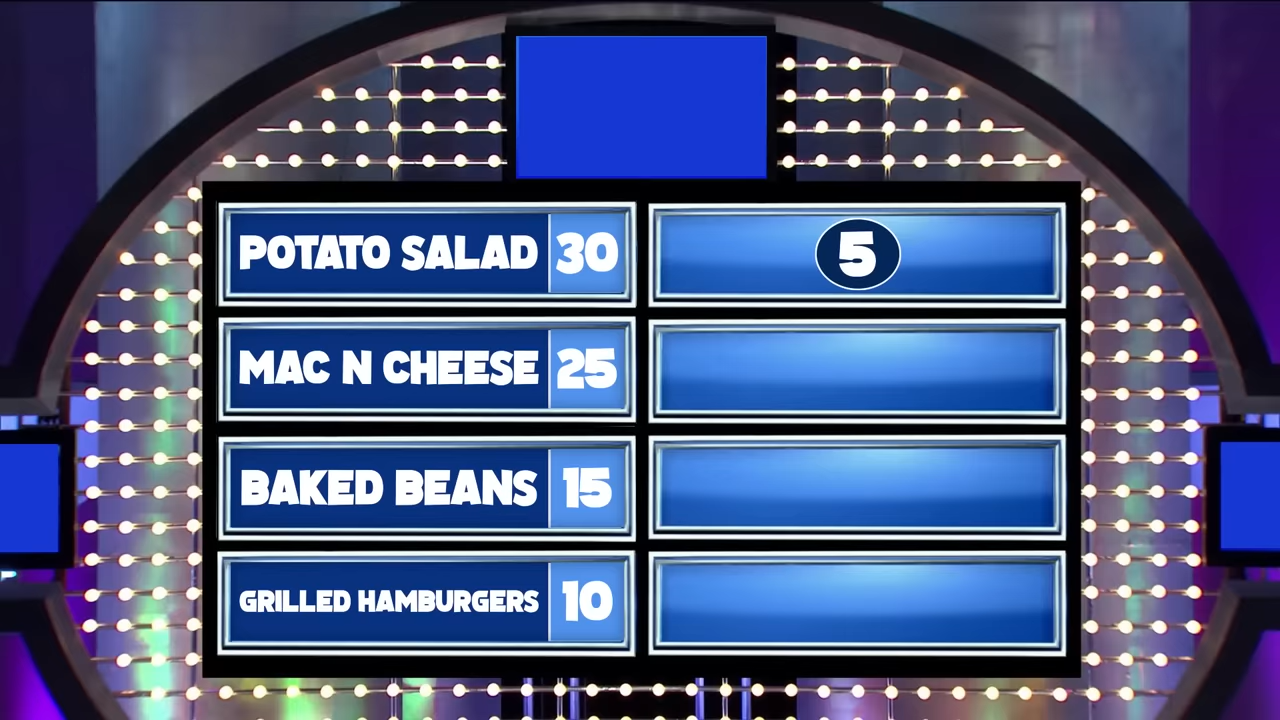 POTATO SALAD 30
5
MAC N CHEESE 25
BAKED BEANS 15
GRILLED HAMBURGERS 10